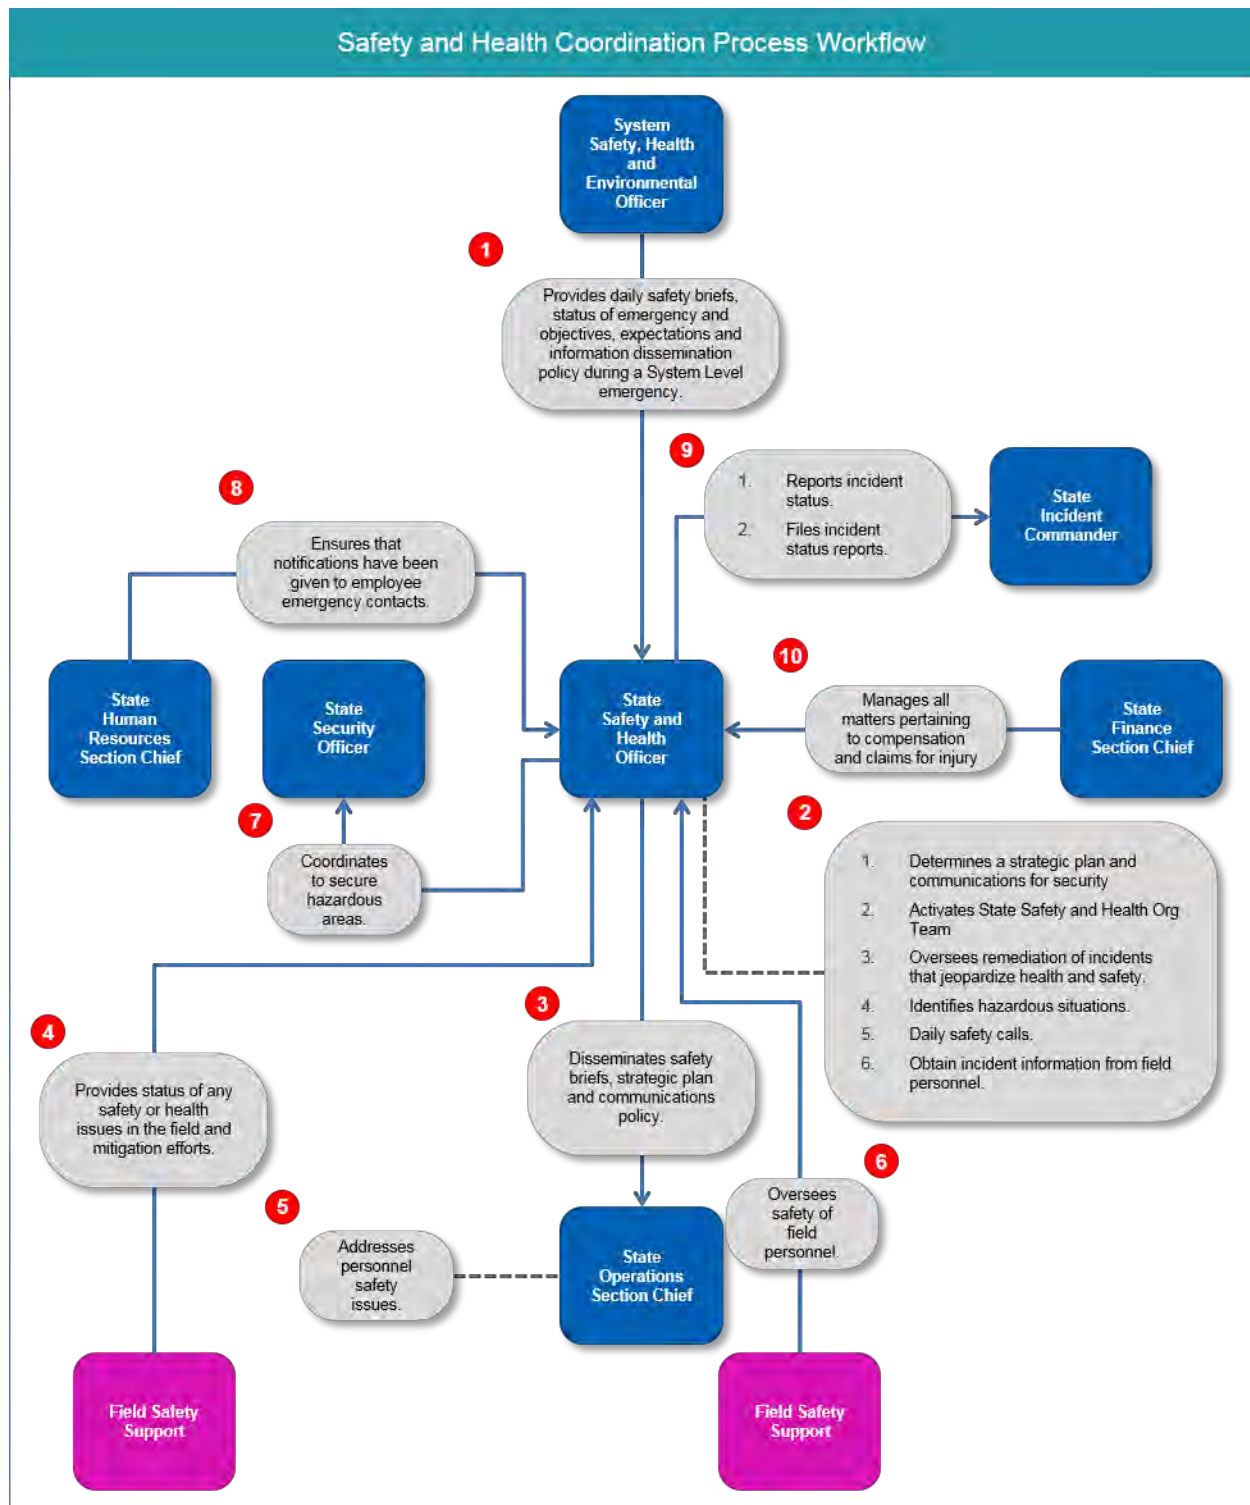 Safety and Health Coordination Process Workflow
System
Safety, Health
and
Environmental
Officer
1
Provides daily safety briefs,
status of emergency and
objectives, expectations and
information dissemination
policy during a System Level
emergency.
9
1. Reports incident
status.
2. Files incident
status reports.
State
Incident
Commander
8
Ensures that
notifications have been
given to employee
emergency contacts.
10
State
Human
Resources
Section Chief
State
Security
Officer
State
Safety and
Health
Officer
Manages all
matters pertaining
to compensation
and claims for injury
State
Finance
Section Chief
7
Coordinates
to secure
hazardous
areas.
2
1. Determines a strategic plan and
communications for security
2. Activates State Safety and Health Org
Team
3. Oversees remediation of incidents
that jeopardize health and safety.
4. Identifies hazardous situations.
5. Daily safety calls.
6. Obtain incident information from field
personnel.
3
Disseminates safety
briefs, strategic plan
and communications
policy.
4
Provides status of any
safety or health
issues in the field and
mitigation efforts.
5
Addresses
personnel
safety
issues.
State
Operations
Section Chief
6
Oversees
safety of
field
personnel.
Field Safety
Support
Field Safety
Support